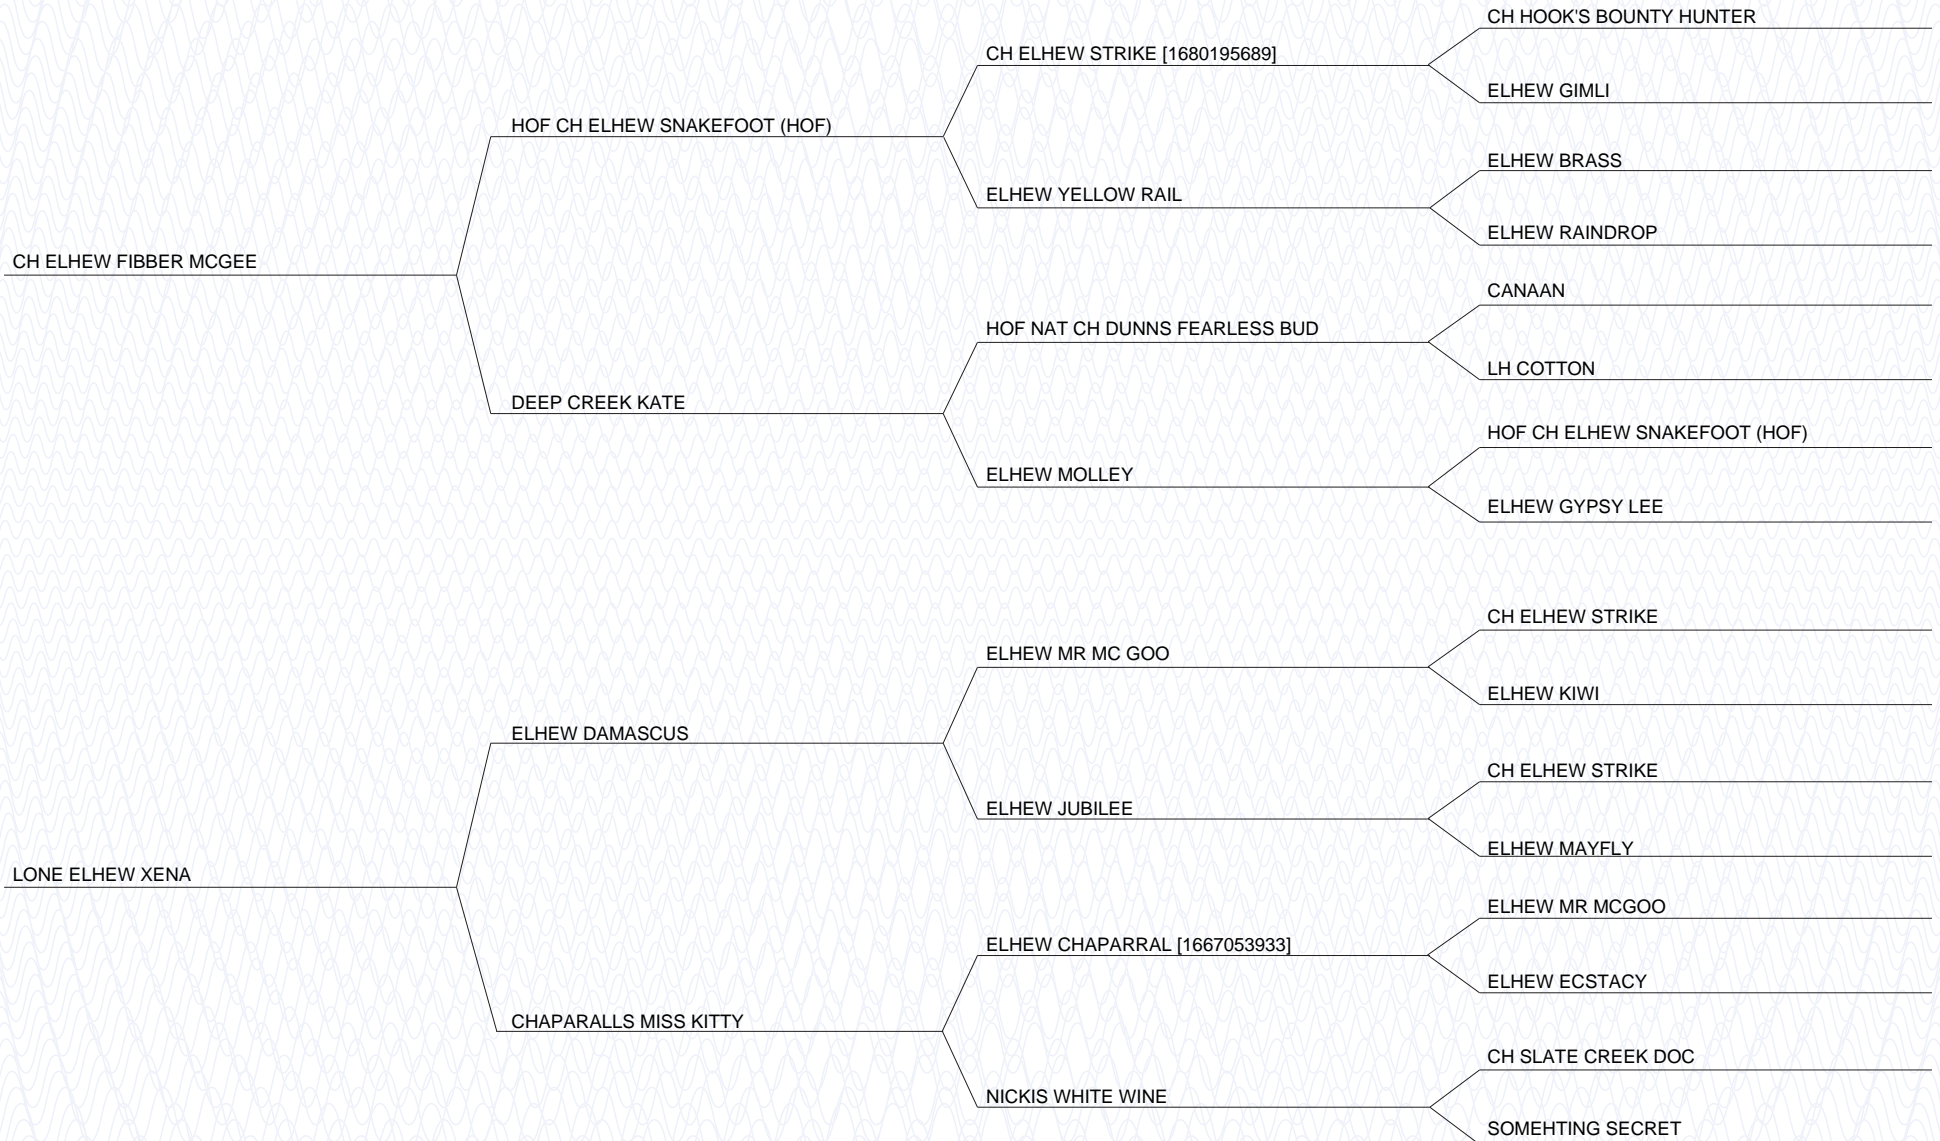 CH HOOK'S BOUNTY HUNTER
CH ELHEW STRIKE [1680195689]
ELHEW GIMLI
HOF CH ELHEW SNAKEFOOT (HOF)
ELHEW BRASS
ELHEW YELLOW RAIL
ELHEW RAINDROP
CH ELHEW FIBBER MCGEE
CANAAN
HOF NAT CH DUNNS FEARLESS BUD
LH COTTON
DEEP CREEK KATE
HOF CH ELHEW SNAKEFOOT (HOF)
ELHEW MOLLEY
ELHEW GYPSY LEE
CH ELHEW STRIKE
ELHEW MR MC GOO
ELHEW KIWI
ELHEW DAMASCUS
CH ELHEW STRIKE
ELHEW JUBILEE
ELHEW MAYFLY
LONE ELHEW XENA
ELHEW MR MCGOO
ELHEW CHAPARRAL [1667053933]
ELHEW ECSTACY
CHAPARALLS MISS KITTY
CH SLATE CREEK DOC
NICKIS WHITE WINE
SOMEHTING SECRET